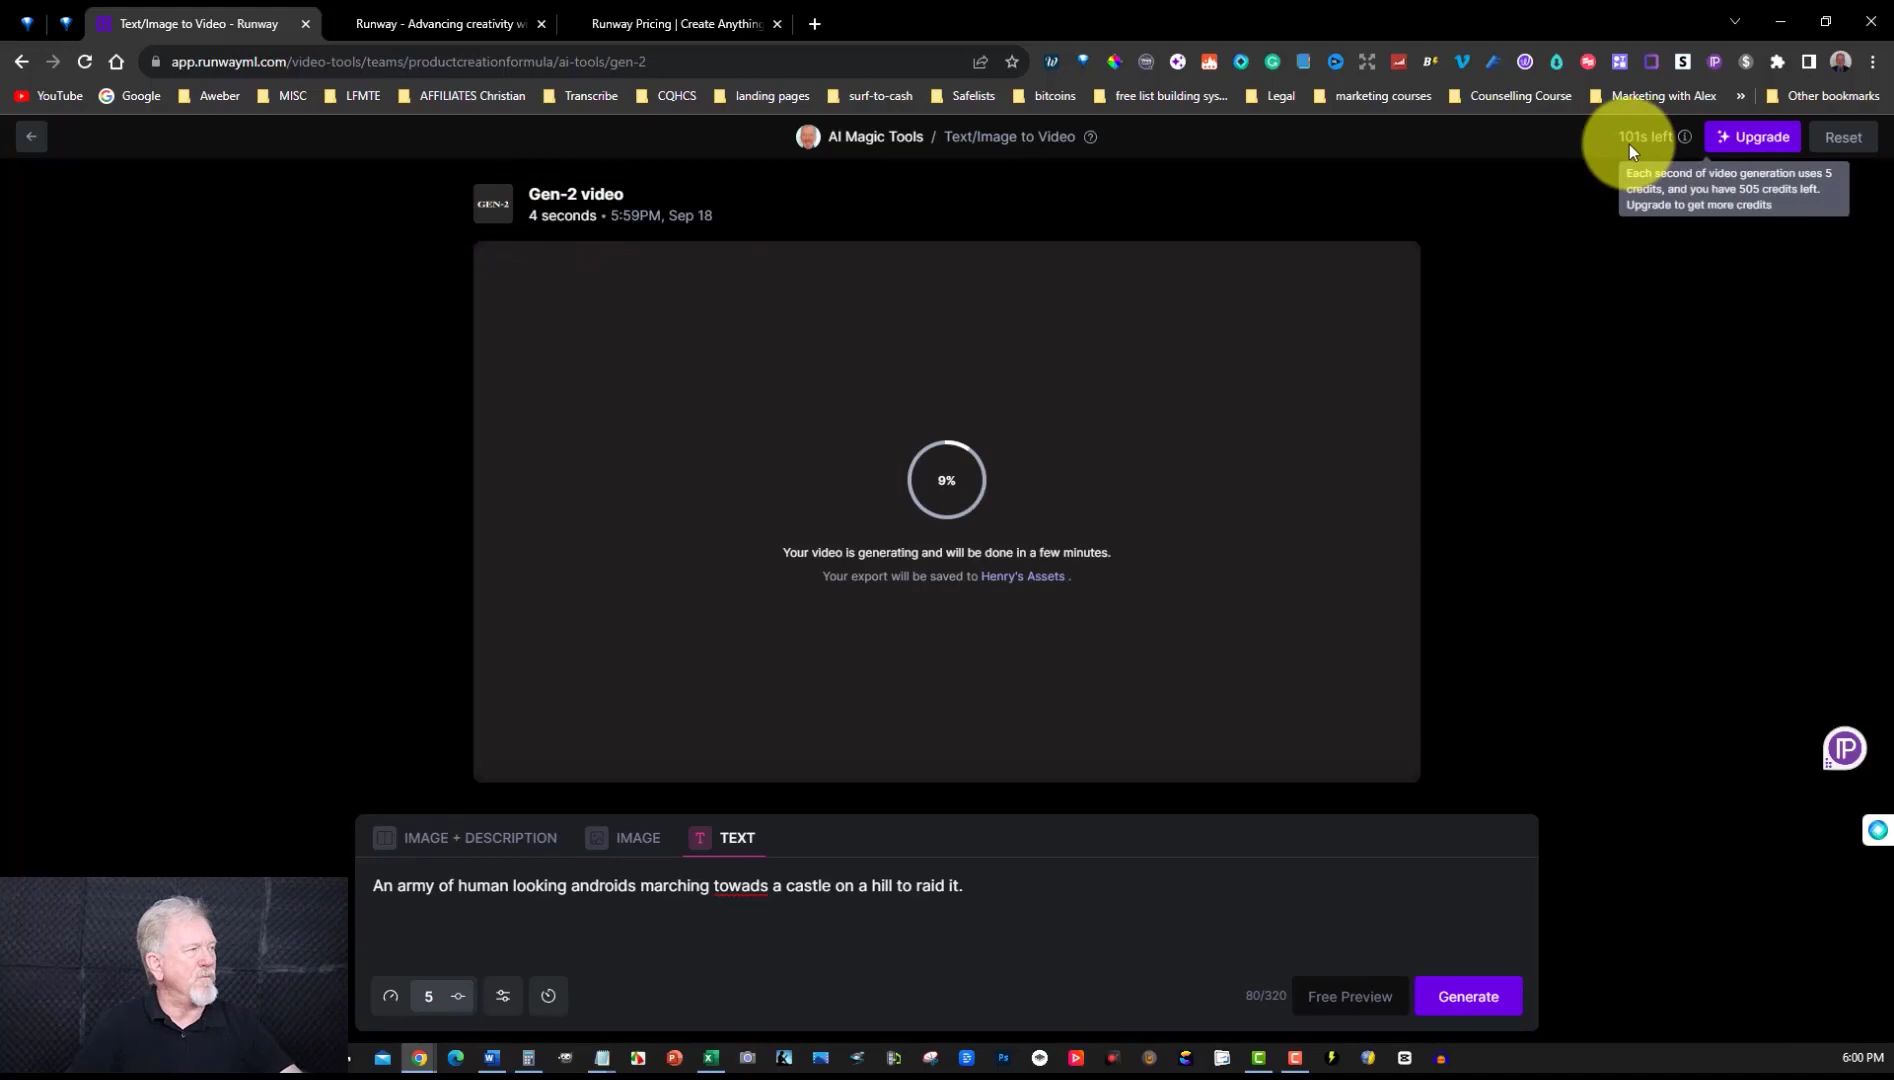 Text/Image to Video - Runway
Runway - Advancing creativity wi
Runway Pricing | Create Anything
app.runwayml.com/video-tools/teams/productcreationformula/ai-tools/gen-2
YouTube
Google
Aweber
MISC
LFMTE
AFFILIATES Christian
Transcribe
CQHCS
landing pages
surf-to-cash
Safelists
bitcoins
free list building sys...
Legal
marketing courses
Counselling Course
Marketing with Alex
»
Other bookmarks
AI Magic Tools / Text/Image to Video
101s left
Upgrade
Reset
Each second of video generation uses 5
credits, and you have 505 credits left.
Upgrade to get more credits
GEN-2
Gen-2 video
4 seconds • 5:59PM, Sep 18
9%
Your video is generating and will be done in a few minutes.
Your export will be saved to Henry's Assets .
IMAGE + DESCRIPTION
IMAGE
T TEXT
An army of human looking androids marching towads a castle on a hill to raid it.
5
80/320
Free Preview
Generate
6:00 PM